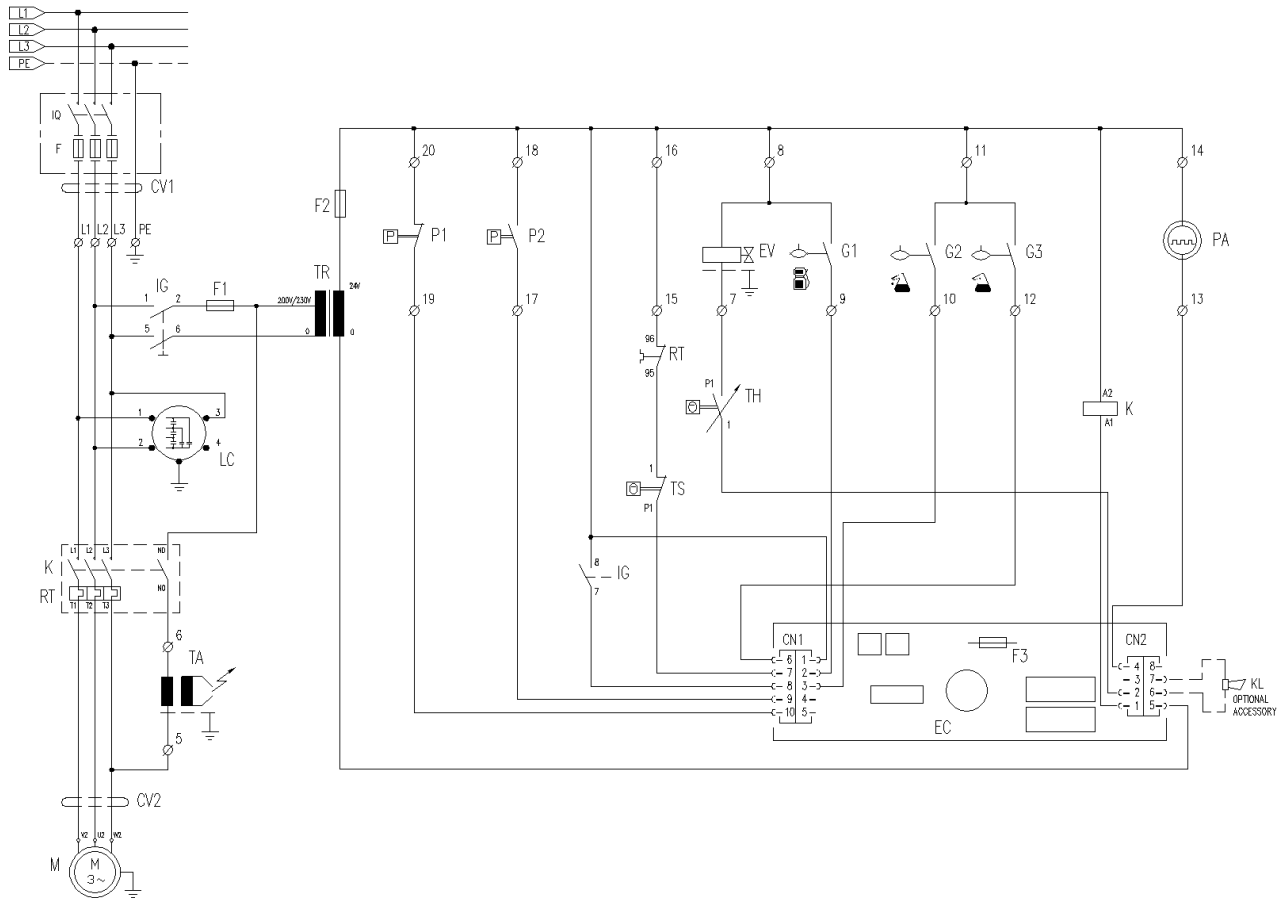 L1
L2
L3
PE
IQ
F
CV1
L1 L2 L3 PE
20 18 16 8 11 14
F2
P P1
P P2
EV
G1
G2
G3
PA
IG
1 2
F1
TR
24V
200V/230V
5 6
0
0
19 17 15 7 9 10 12 13
96
RT
95
P1
TH
1
A2
K
A1
1 3
2 4
LC
1
TS
P1
L1 L2 L3 NO
K
RT
T1 T2 T3 NO
8
IG
7
6
TA
5
CN1
6 1
7 2
8 3
9 4
10 5
F3
EC
CN2
4 8
3 7
2 6
1 5
KL
OPTIONAL
ACCESSORY
CV2
V2 U2 W2
M
M
3~